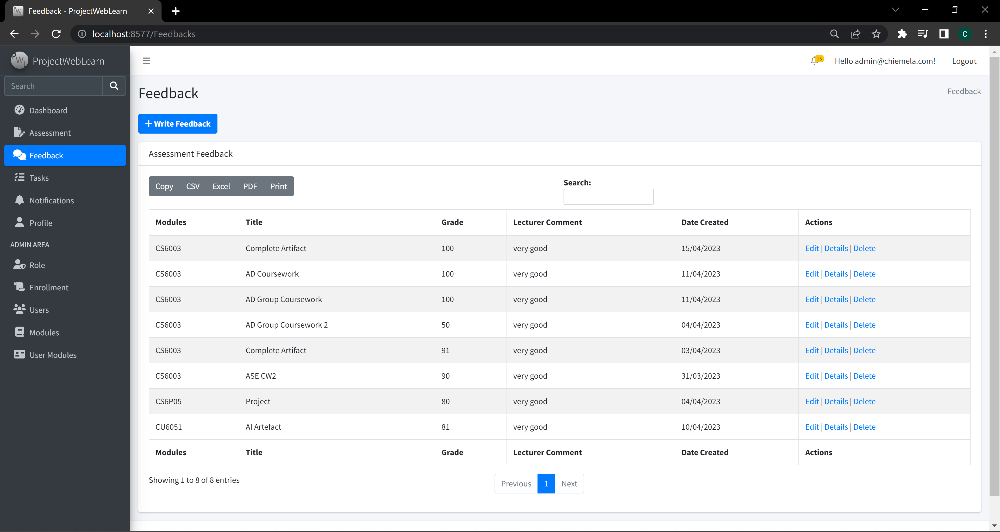 Feedback - ProjectWebLearn
localhost:8577/Feedbacks
C
PWL ProjectWebLearn
15 Hello admin@chiemela.com! Logout
Search
Dashboard
Assessment
Feedback
Tasks
Notifications
Profile
ADMIN AREA
Role
Enrollment
Users
Modules
User Modules
Feedback
Feedback
Write Feedback
Assessment Feedback
Copy CSV Excel PDF Print
Search:
Modules Title Grade Lecturer Comment Date Created Actions
CS6003 Complete Artifact 100 very good 15/04/2023 Edit | Details | Delete
CS6003 AD Coursework 100 very good 11/04/2023 Edit | Details | Delete
CS6003 AD Group Coursework 100 very good 11/04/2023 Edit | Details | Delete
CS6003 AD Group Coursework 2 50 very good 04/04/2023 Edit | Details | Delete
CS6003 Complete Artifact 91 very good 03/04/2023 Edit | Details | Delete
CS6003 ASE CW2 90 very good 31/03/2023 Edit | Details | Delete
CS6P05 Project 80 very good 04/04/2023 Edit | Details | Delete
CU6051 AI Artefact 81 very good 10/04/2023 Edit | Details | Delete
Modules Title Grade Lecturer Comment Date Created Actions
Showing 1 to 8 of 8 entries
Previous 1 Next